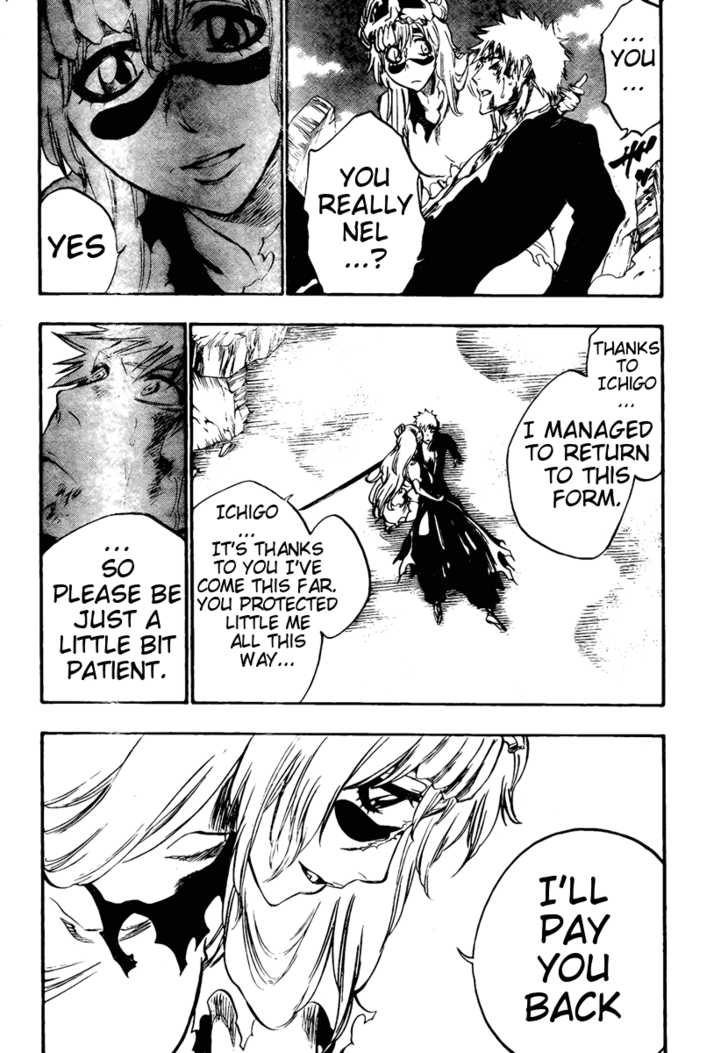 ...
YOU
...
YOU
REALLY
NEL
...?
YES
THANKS
TO
ICHIGO
...
I MANAGED
TO RETURN
TO THIS
FORM.
ICHIGO
...
IT'S THANKS
TO YOU I'VE
COME THIS FAR.
YOU PROTECTED
LITTLE ME
ALL THIS
WAY...
...
SO
PLEASE BE
JUST A
LITTLE BIT
PATIENT.
I'LL
PAY
YOU
BACK